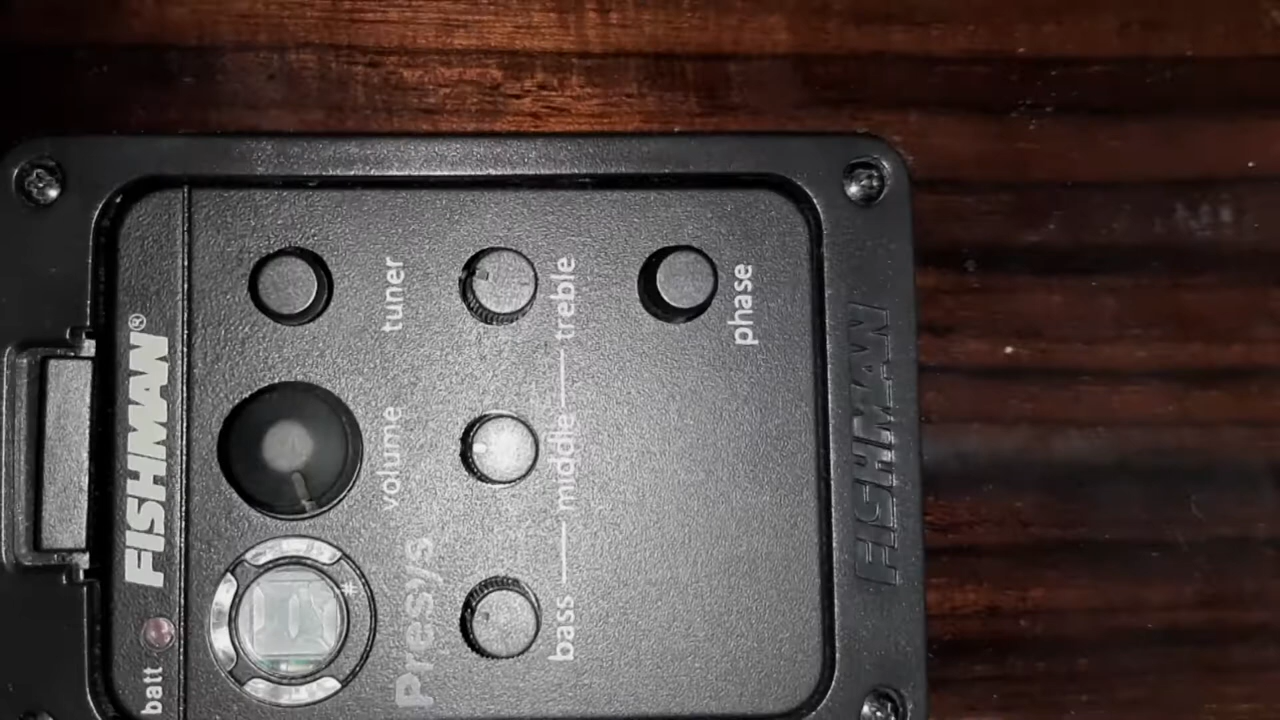 batt FISHMAN®
volume tuner
Presys
bass middle treble
phase
FISHMAN